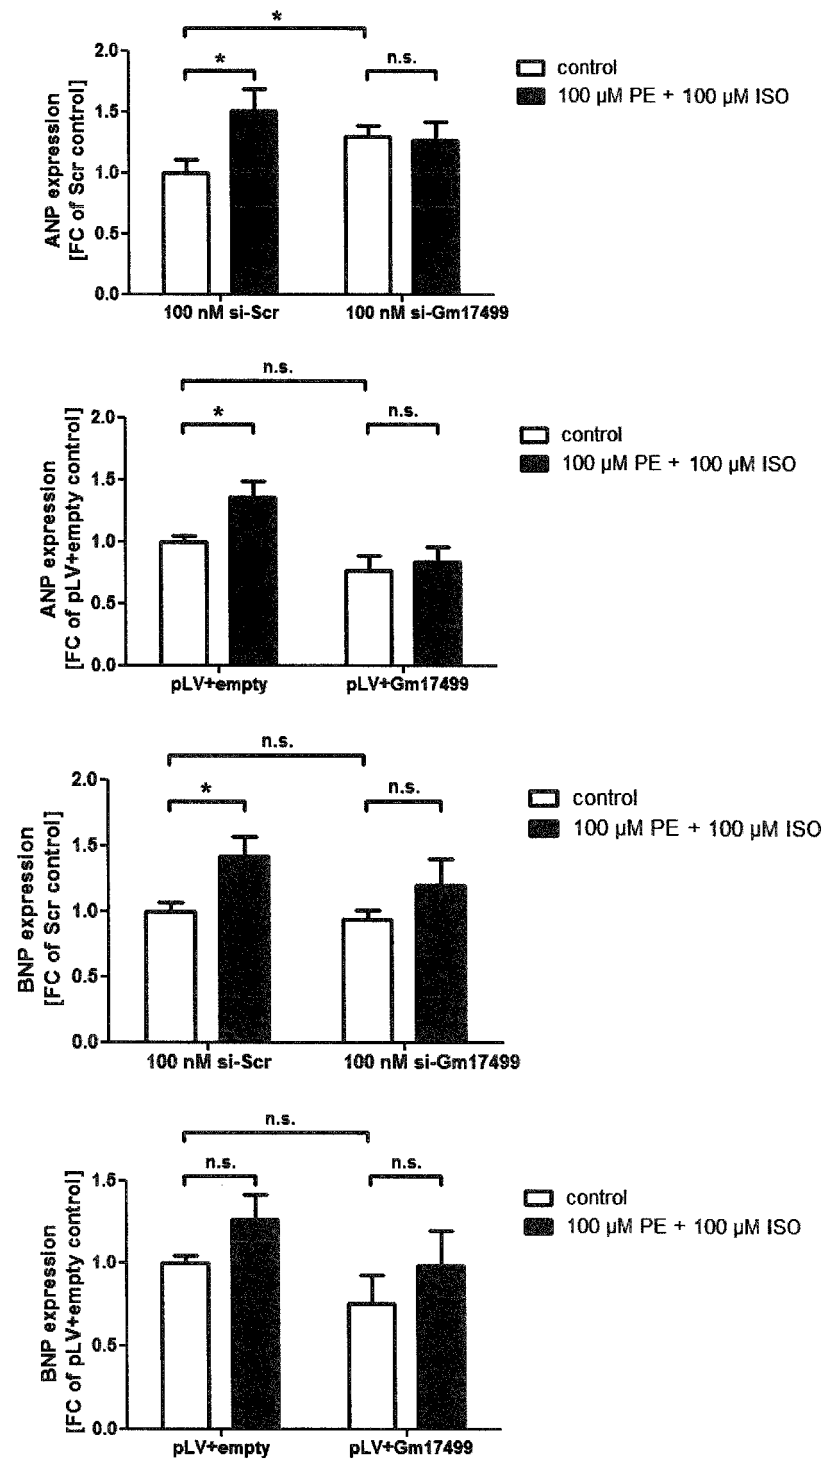 *
2.0
*
n.s.
control
100 µM PE + 100 µM ISO
1.5
1.0
0.5
0.0
ANP expression
[FC of Scr control]
100 nM si-Scr
100 nM si-Gm17499
n.s.
2.0
*
n.s.
control
100 µM PE + 100 µM ISO
1.5
1.0
0.5
0.0
ANP expression
[FC of pLV+empty control]
pLV+empty
pLV+Gm17499
n.s.
2.0
*
n.s.
control
100 µM PE + 100 µM ISO
1.5
1.0
0.5
0.0
BNP expression
[FC of Scr control]
100 nM si-Scr
100 nM si-Gm17499
n.s.
1.5
n.s.
n.s.
control
100 µM PE + 100 µM ISO
1.0
0.5
0.0
BNP expression
[FC of pLV+empty control]
pLV+empty
pLV+Gm17499